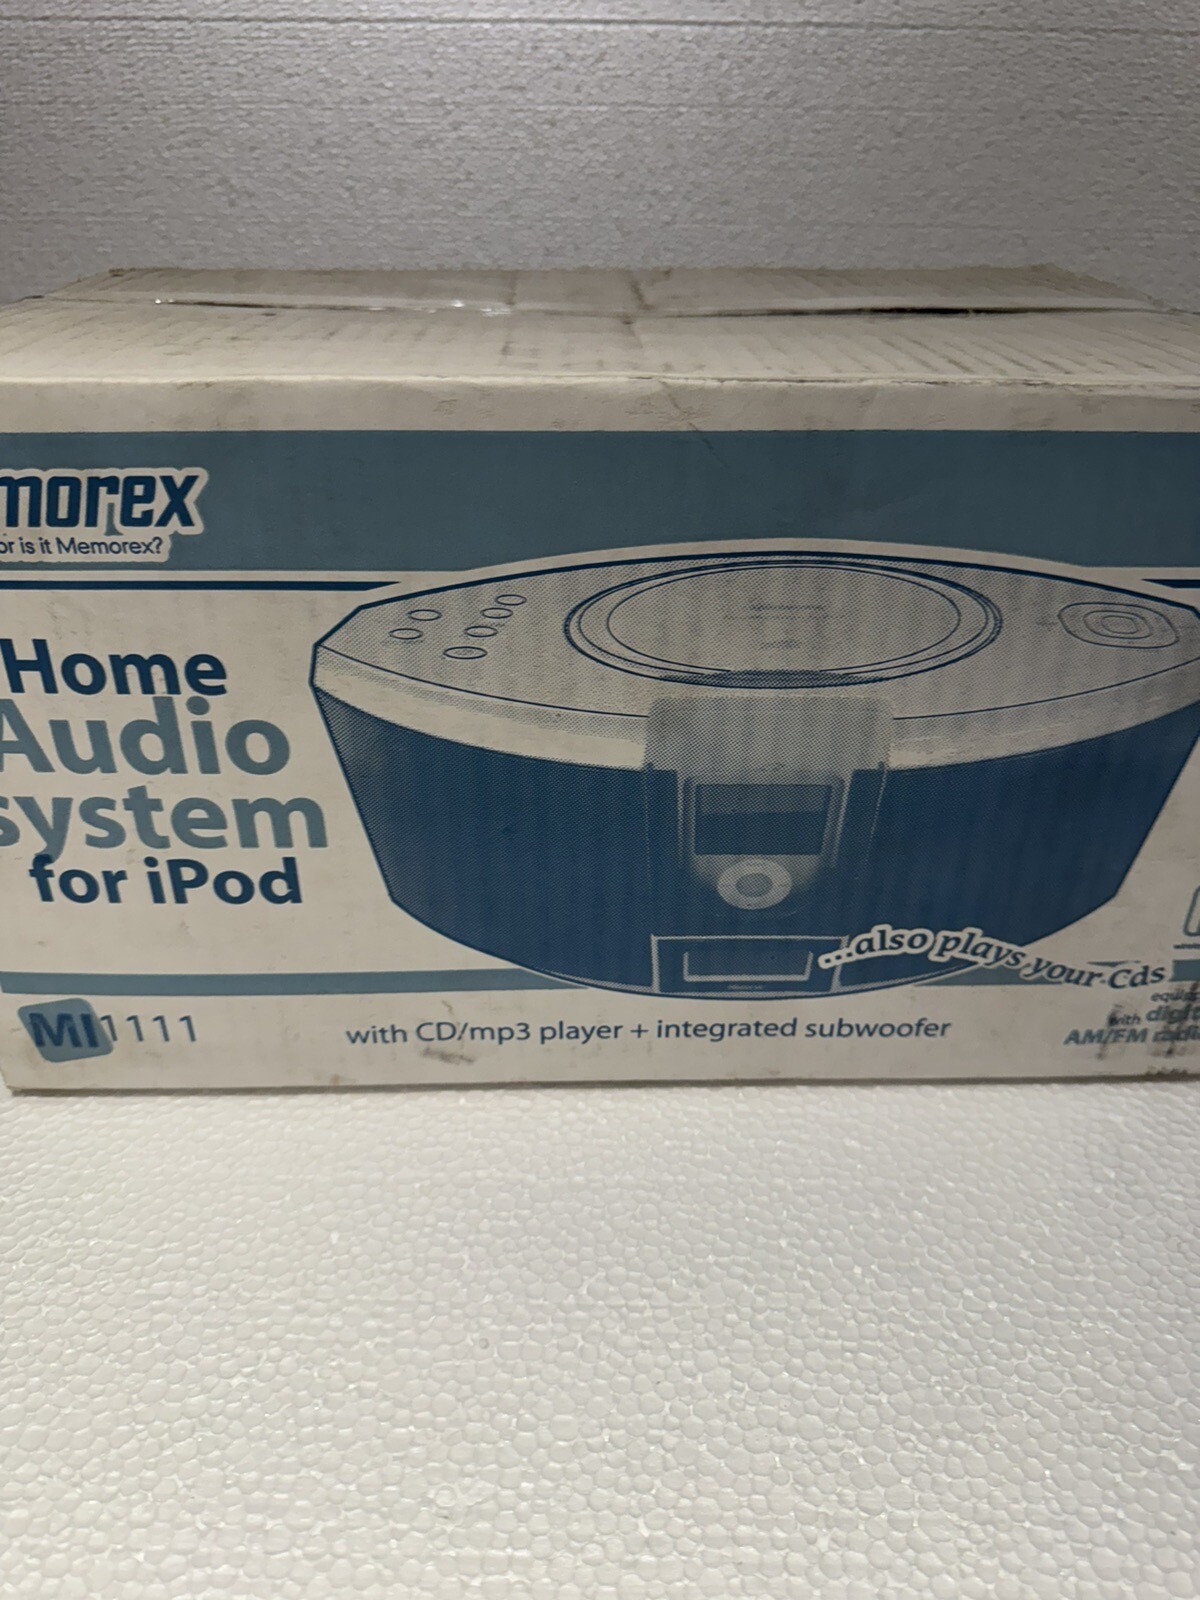 morex
or is it Memorex?
Home
Audio
system
for iPod
...also plays your Cds
MI1111
with CD/mp3 player + integrated subwoofer
with
AM/FM